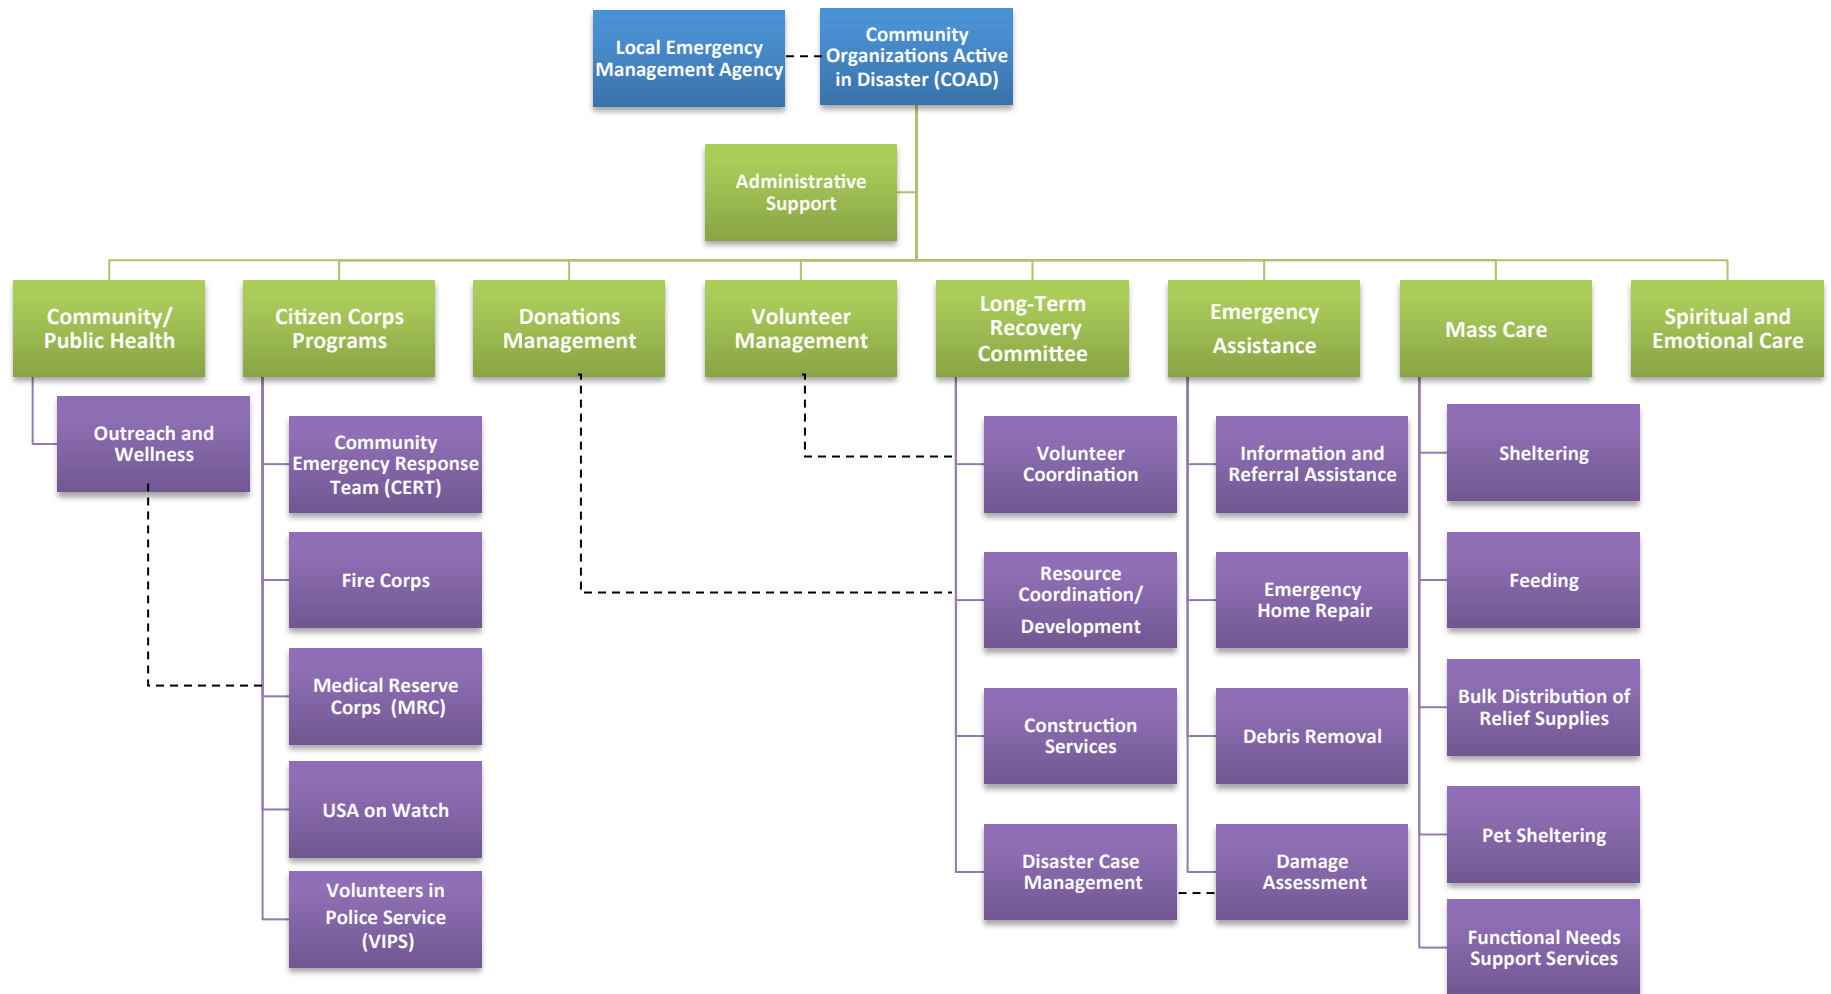 Local Emergency
Management Agency
Community
Organizations Active
in Disaster (COAD)
Administrative
Support
Community/
Public Health
Citizen Corps
Programs
Donations
Management
Volunteer
Management
Long-Term
Recovery
Committee
Emergency
Assistance
Mass Care
Spiritual and
Emotional Care
Outreach and
Wellness
Community
Emergency Response
Team (CERT)
Fire Corps
Medical Reserve
Corps (MRC)
USA on Watch
Volunteers in
Police Service
(VIPS)
Volunteer
Coordination
Resource
Coordination/
Development
Construction
Services
Disaster Case
Management
Information and
Referral Assistance
Emergency
Home Repair
Debris Removal
Damage
Assessment
Sheltering
Feeding
Bulk Distribution of
Relief Supplies
Pet Sheltering
Functional Needs
Support Services